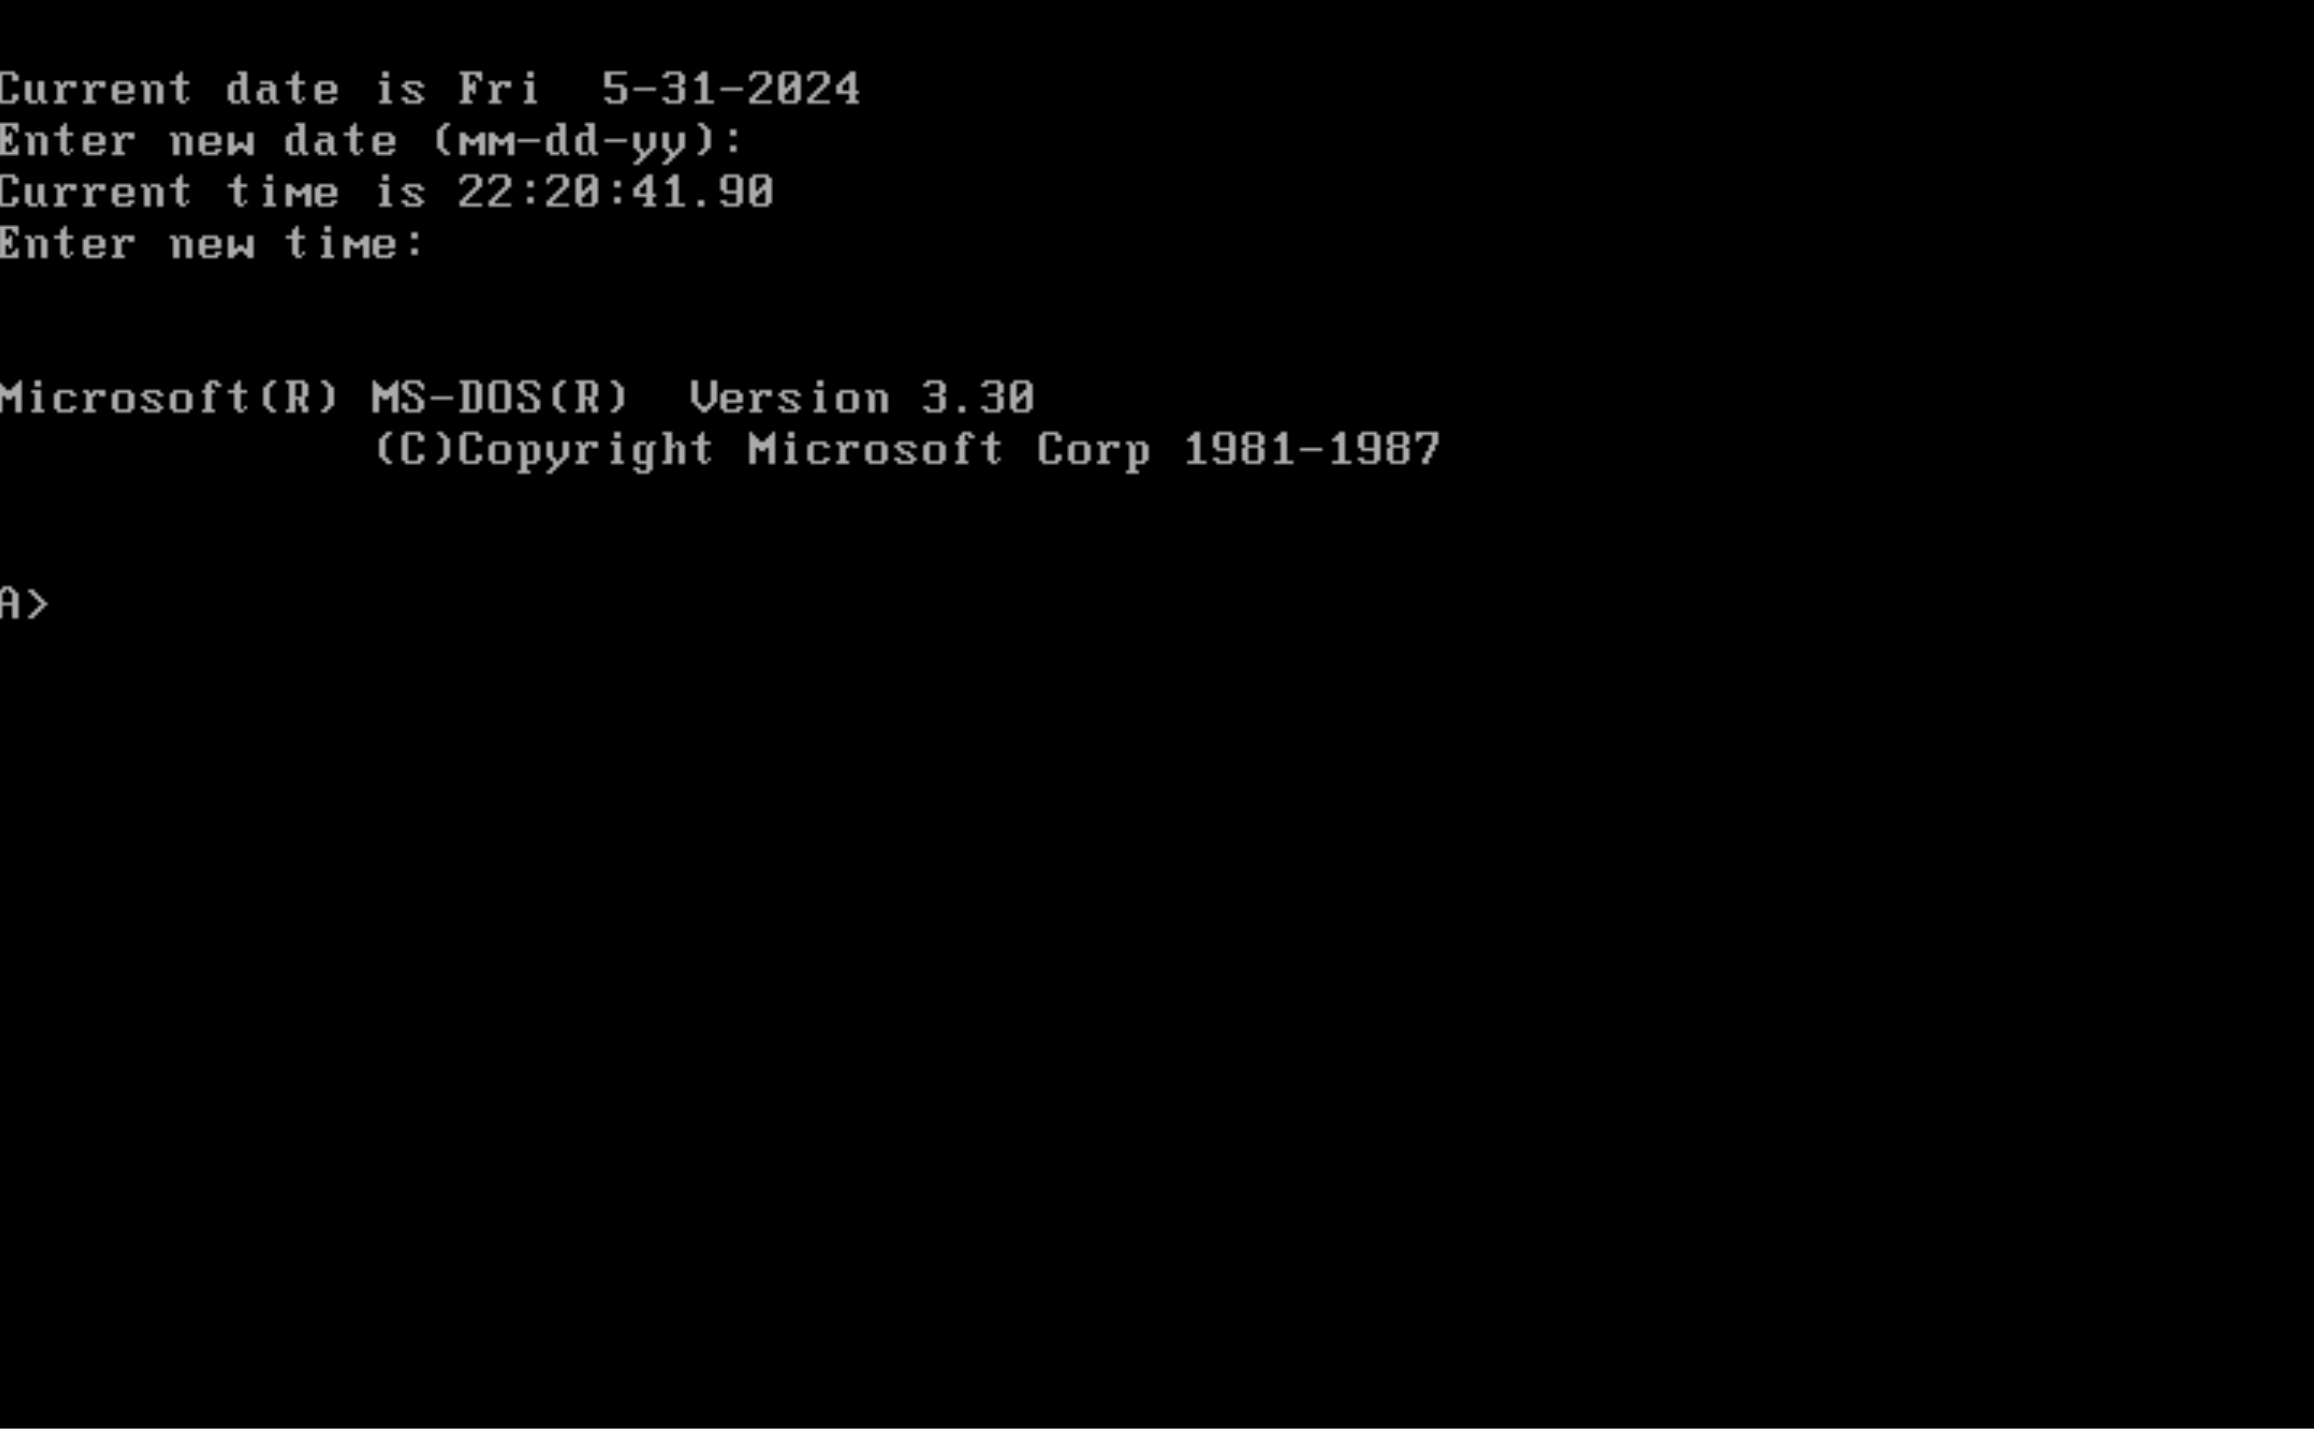 Current date is Fri  5-31-2024
Enter new date (mm-dd-yy):
Current time is 22:20:41.90
Enter new time:
Microsoft(R) MS-DOS(R)  Version 3.30
(C)Copyright Microsoft Corp 1981-1987
A>